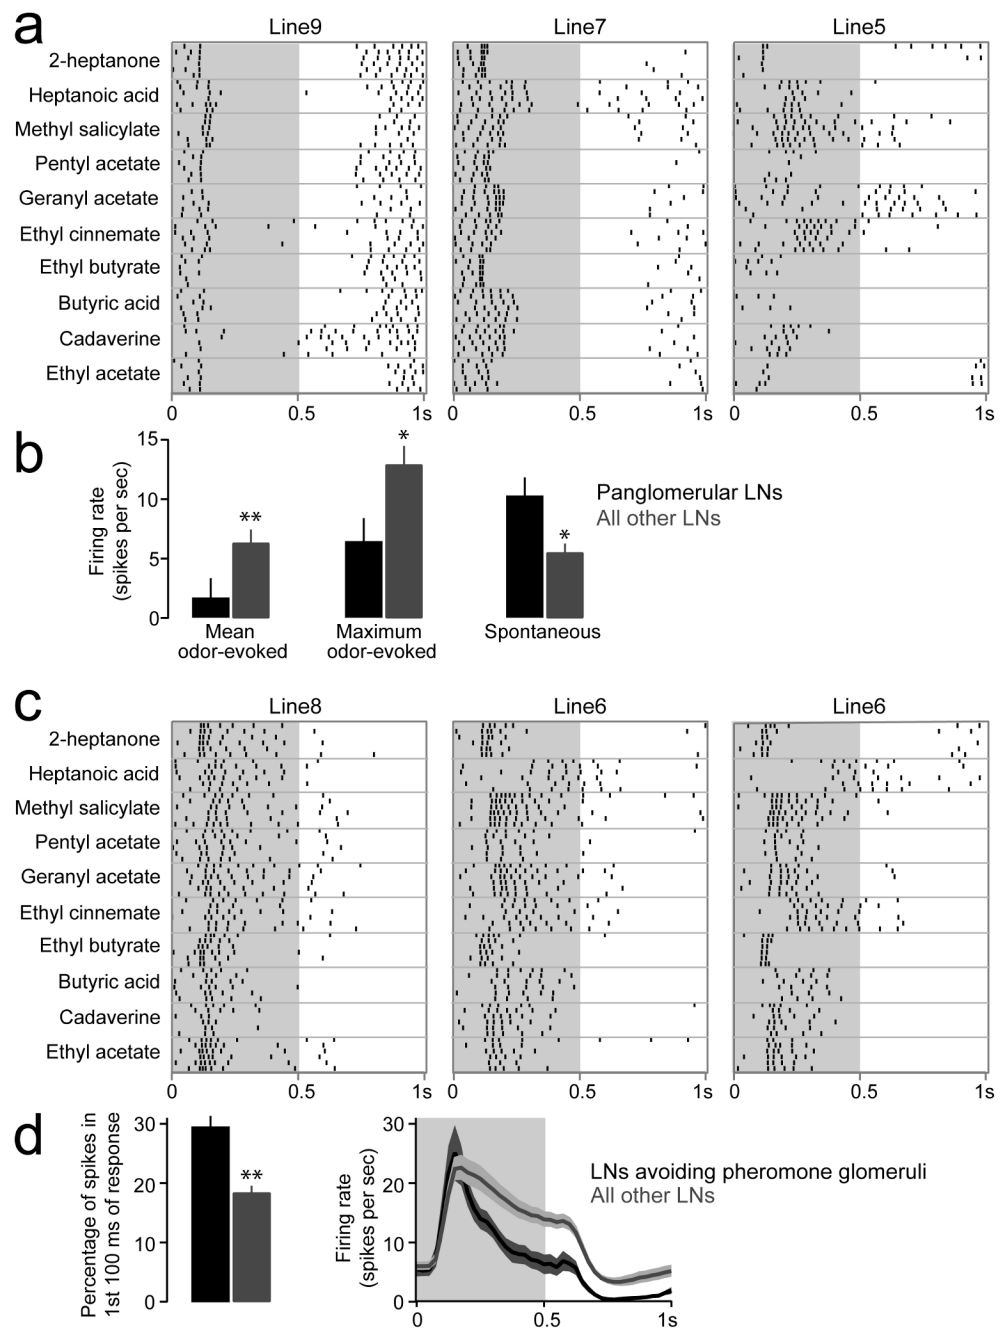 a
Line9 Line7 Line5
2-heptanone
Heptanoic acid
Methyl salicylate
Pentyl acetate
Geranyl acetate
Ethyl cinnemate
Ethyl butyrate
Butyric acid
Cadaverine
Ethyl acetate
0 0.5 1s 0 0.5 1s 0 0.5 1s
b
Firing rate
(spikes per sec)
15
10
5
0
**
*
*
Mean
odor-evoked
Maximum
odor-evoked
Spontaneous
Panglomerular LNs
All other LNs
c
Line8 Line6 Line6
2-heptanone
Heptanoic acid
Methyl salicylate
Pentyl acetate
Geranyl acetate
Ethyl cinnemate
Ethyl butyrate
Butyric acid
Cadaverine
Ethyl acetate
0 0.5 1s 0 0.5 1s 0 0.5 1s
d
Percentage of spikes in
1st 100 ms of response
30
20
10
0
**
Firing rate
(spikes per sec)
30
20
10
0
0 0.5 1s
LNs avoiding pheromone glomeruli
All other LNs